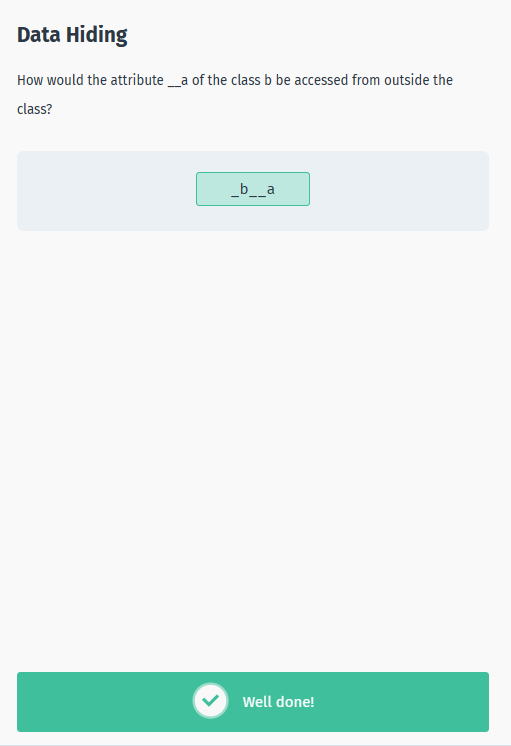 Data Hiding
How would the attribute __a of the class b be accessed from outside the
class?
_b__a
Well done!